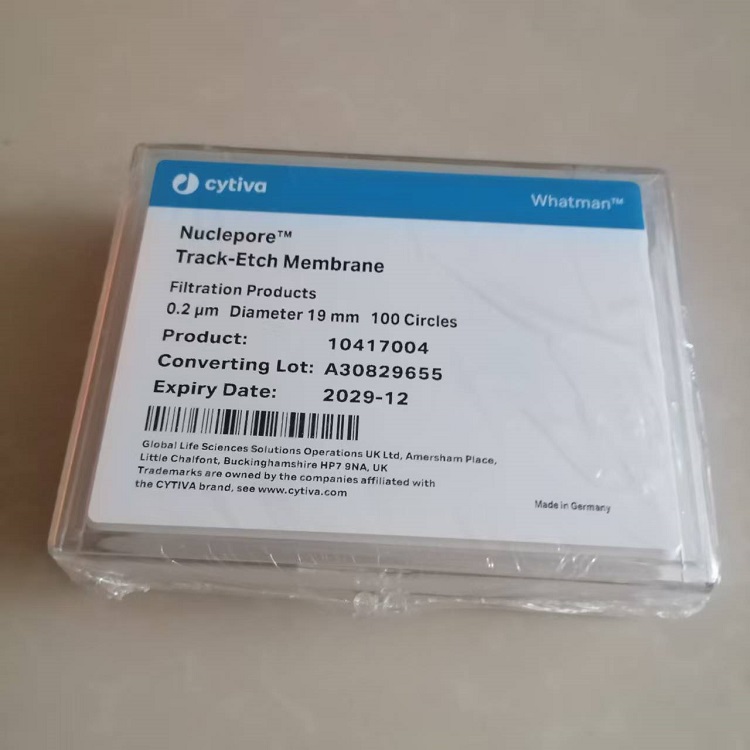 cytiva
Whatman™
Nuclepore™
Track-Etch Membrane
Filtration Products
0.2 µm Diameter 19 mm 100 Circles
Product: 10417004
Converting Lot: A30829655
Expiry Date: 2029-12
Global Life Sciences Solutions Operations UK Ltd, Amersham Place,
Little Chalfont, Buckinghamshire HP7 9NA, UK
Trademarks are owned by the companies affiliated with
the CYTIVA brand, see www.cytiva.com
Made in Germany